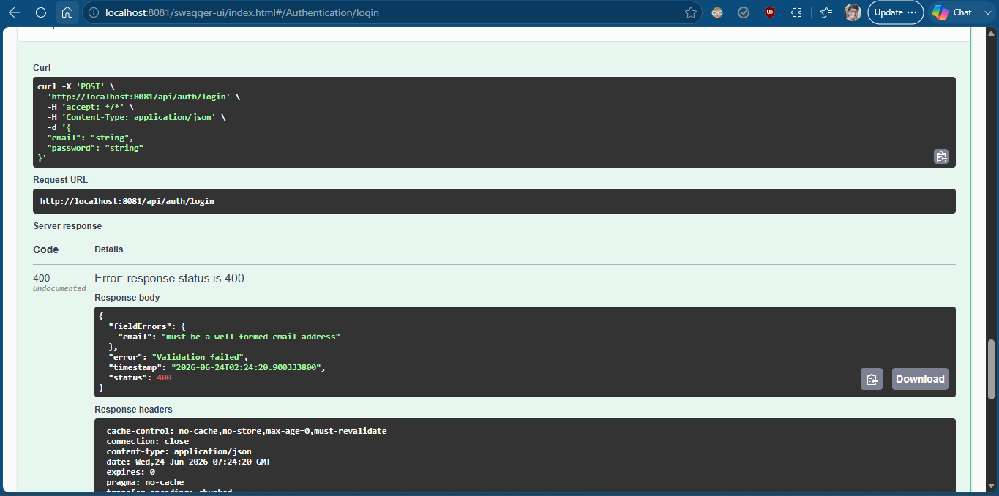 localhost:8081/swagger-ui/index.html#/Authentication/login
UD
Update
Chat
Curl
curl -X 'POST' \
'http://localhost:8081/api/auth/login' \
-H 'accept: */*' \
-H 'Content-Type: application/json' \
-d '{
"email": "string",
"password": "string"
}'
Request URL
http://localhost:8081/api/auth/login
Server response
Code Details
400
Undocumented
Error: response status is 400
Response body
{
"fieldErrors": {
"email": "must be a well-formed email address"
},
"error": "Validation failed",
"timestamp": "2026-06-24T02:24:20.900333800",
"status": 400
}
Download
Response headers
cache-control: no-cache,no-store,max-age=0,must-revalidate
connection: close
content-type: application/json
date: Wed,24 Jun 2026 07:24:20 GMT
expires: 0
pragma: no-cache
transfer-encoding: chunked